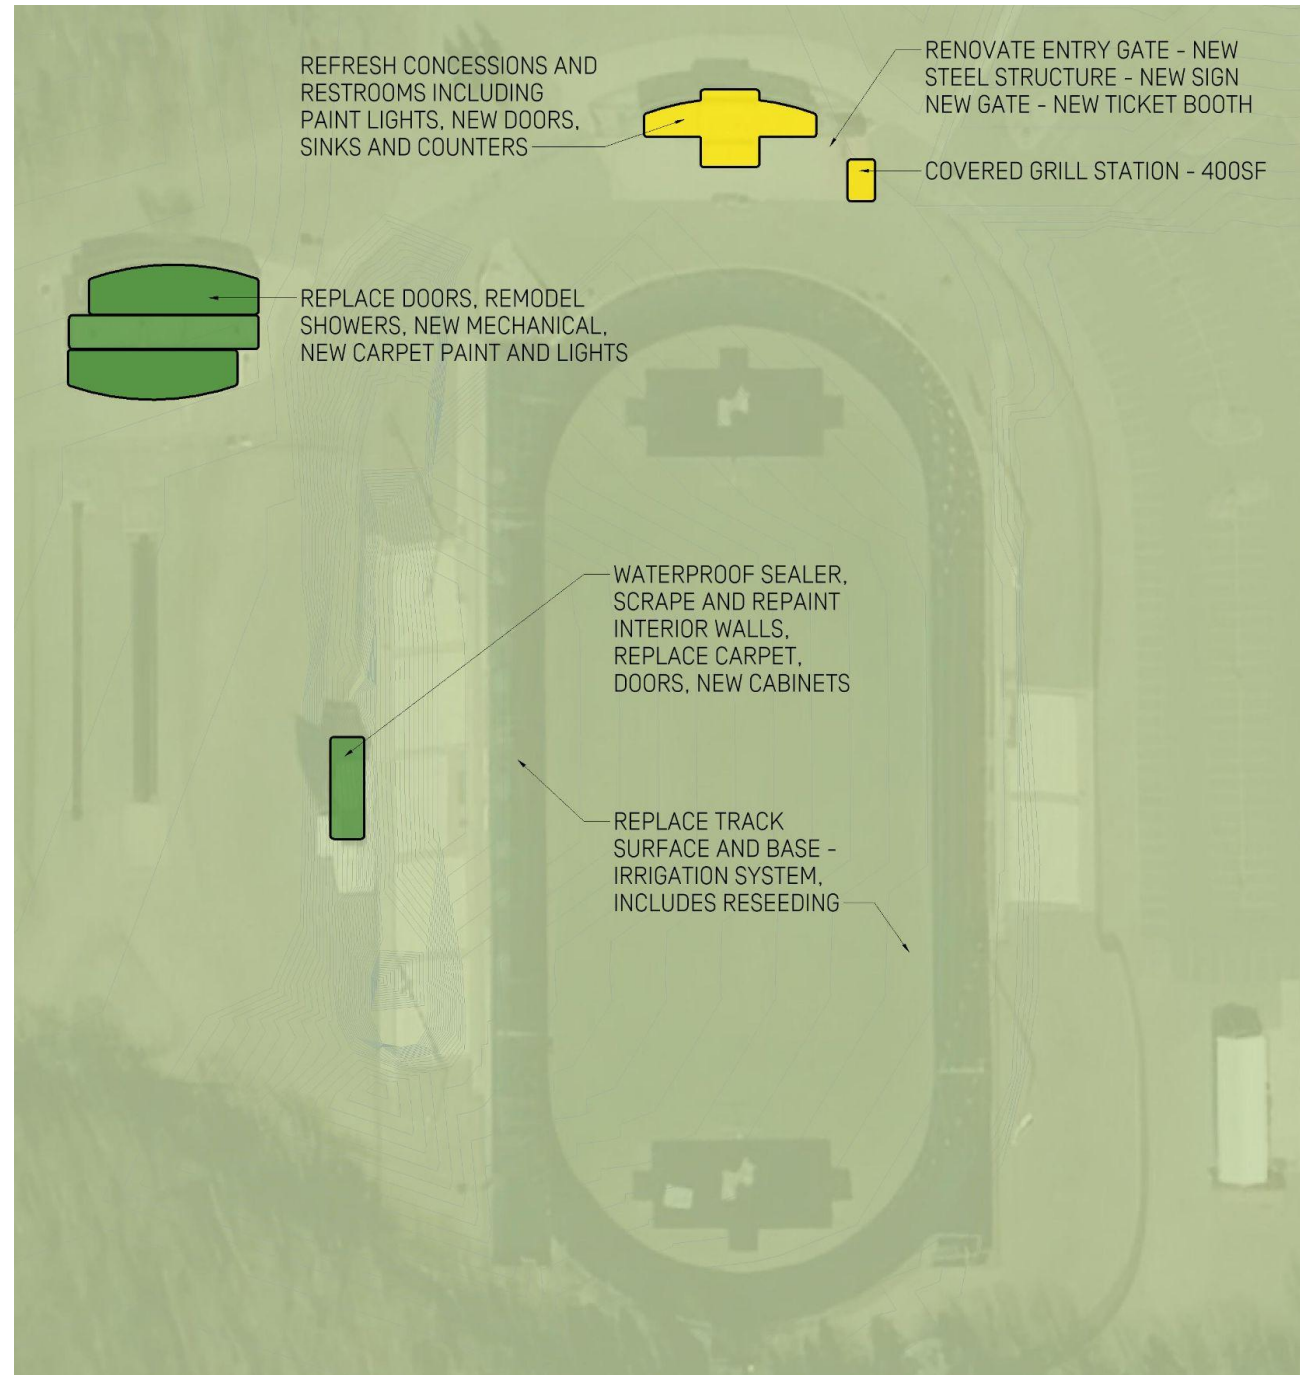 REFRESH CONCESSIONS AND
RESTROOMS INCLUDING
PAINT LIGHTS, NEW DOORS,
SINKS AND COUNTERS
RENOVATE ENTRY GATE - NEW
STEEL STRUCTURE - NEW SIGN
NEW GATE - NEW TICKET BOOTH
COVERED GRILL STATION - 400SF
REPLACE DOORS, REMODEL
SHOWERS, NEW MECHANICAL,
NEW CARPET PAINT AND LIGHTS
WATERPROOF SEALER,
SCRAPE AND REPAINT
INTERIOR WALLS,
REPLACE CARPET,
DOORS, NEW CABINETS
REPLACE TRACK
SURFACE AND BASE -
IRRIGATION SYSTEM,
INCLUDES RESEEDING